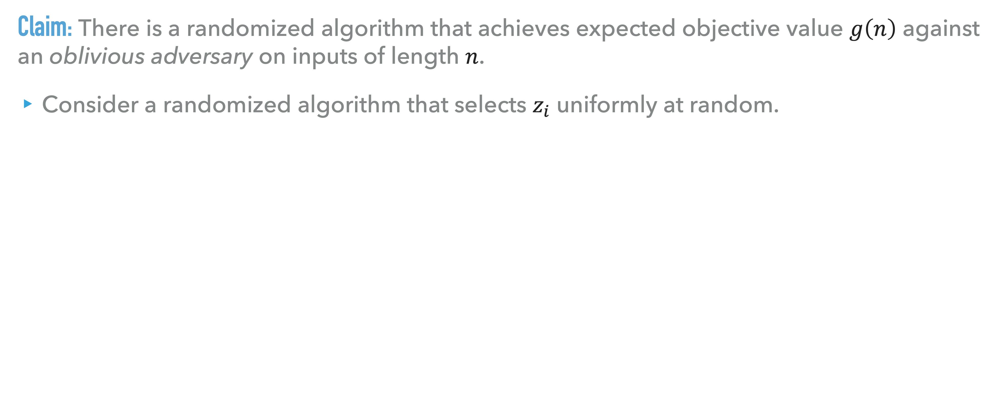 Claim: There is a randomized algorithm that achieves expected objective value g(n) against
an oblivious adversary on inputs of length n.
▸ Consider a randomized algorithm that selects zᵢ uniformly at random.